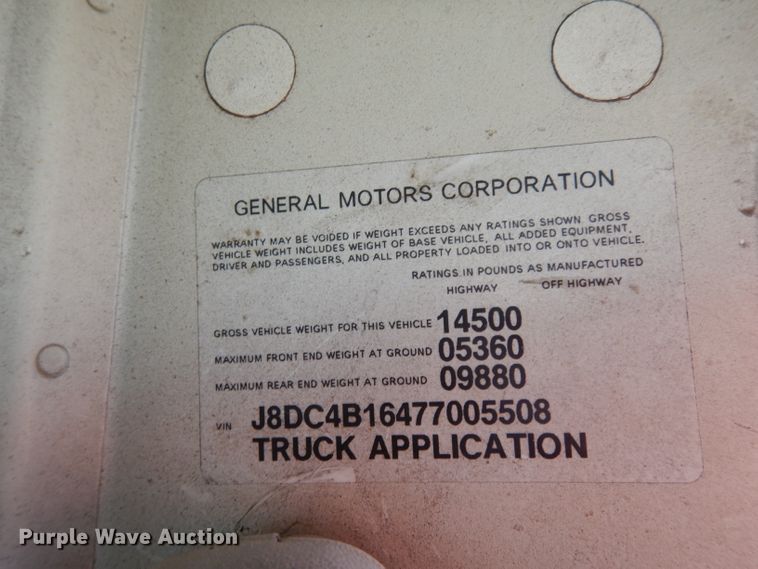 GENERAL MOTORS CORPORATION
WARRANTY MAY BE VOIDED IF WEIGHT EXCEEDS ANY RATINGS SHOWN. GROSS
VEHICLE WEIGHT INCLUDES WEIGHT OF BASE VEHICLE, ALL ADDED EQUIPMENT,
DRIVER AND PASSENGERS, AND ALL PROPERTY LOADED INTO OR ONTO VEHICLE.
RATINGS IN POUNDS AS MANUFACTURED
HIGHWAY OFF HIGHWAY
GROSS VEHICLE WEIGHT FOR THIS VEHICLE 14500
MAXIMUM FRONT END WEIGHT AT GROUND 05360
MAXIMUM REAR END WEIGHT AT GROUND 09880
VIN J8DC4B16477005508
TRUCK APPLICATION
Purple Wave Auction